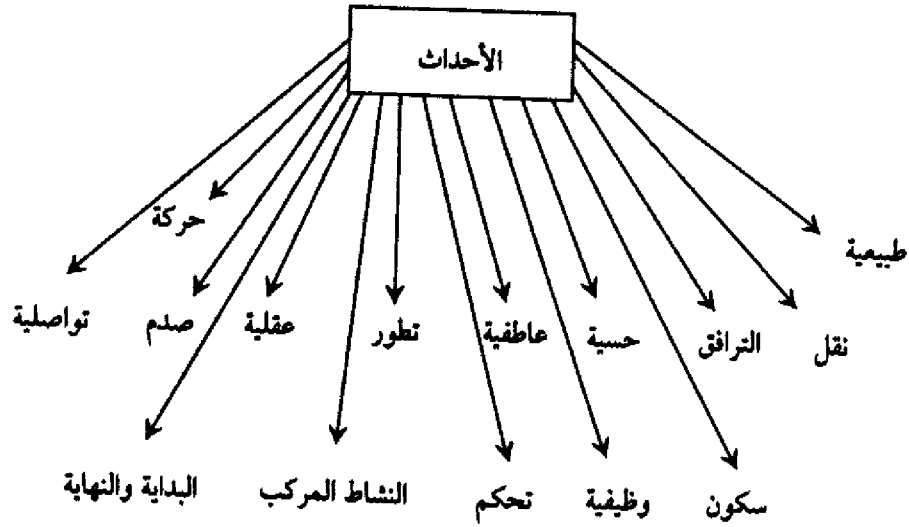 الأحداث
طبيعية
حركة
نقل
الترافق
حسية
عاطفية
تطور
عقلية
صدم
تواصلية
سكون
وظيفية
تحكم
النشاط المركب
البداية والنهاية